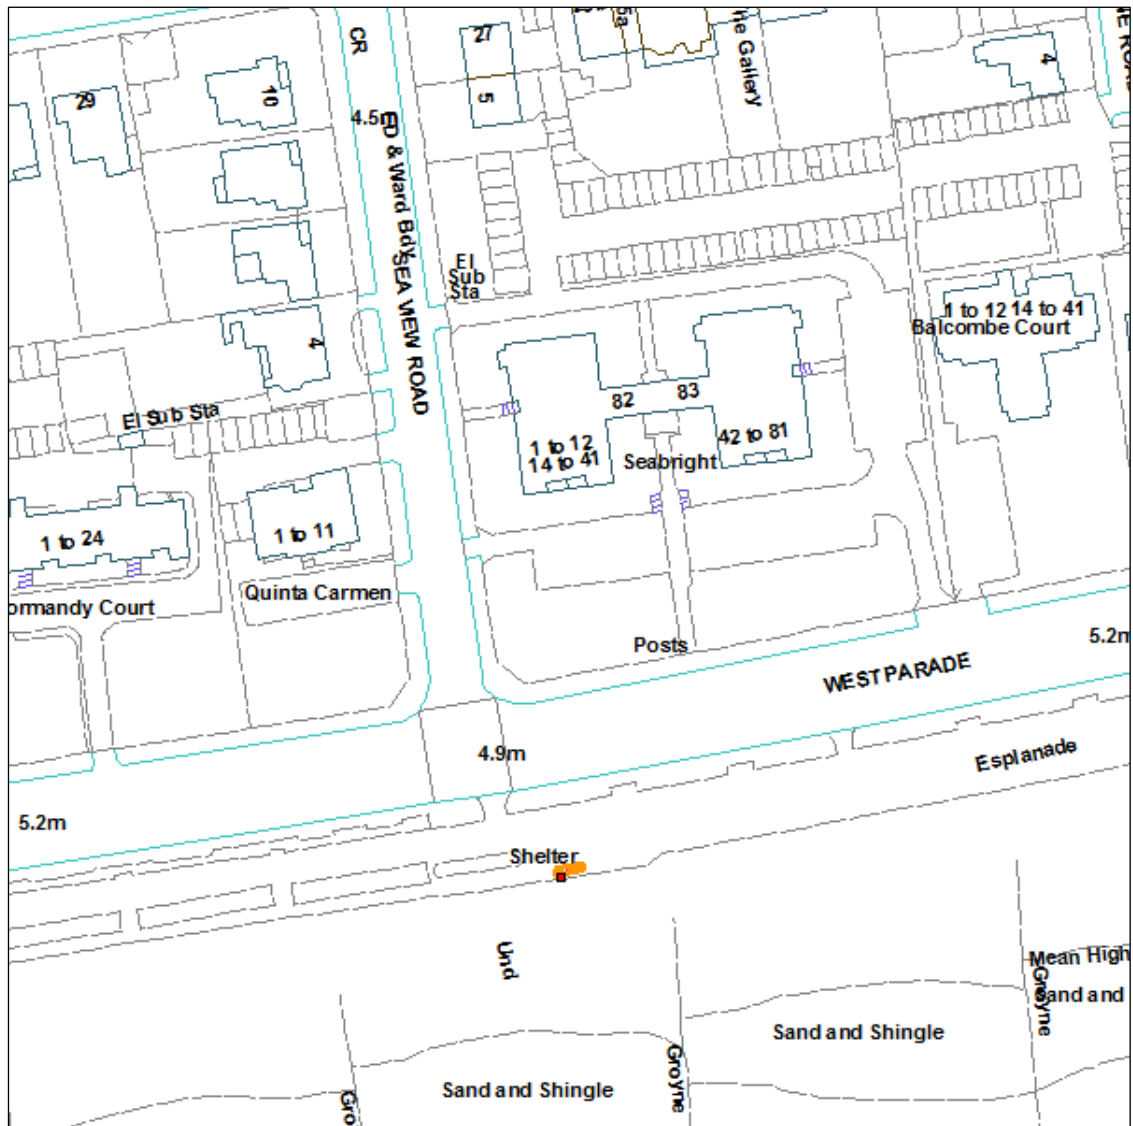 CR
27
5
5a
The Gallery
4
29
10
4.5m
ED & Ward Bdy
SEA VIEW ROAD
El
Sub
Sta
1 to 12
14 to 41
Balcombe Court
4
El Sub Sta
82
83
1 to 12
14 to 41
42 to 81
Seabright
1 to 24
1 to 11
Quinta Carmen
ormandy Court
Posts
5.2m
WEST PARADE
4.9m
Esplanade
5.2m
Shelter
Und
Mean High
Sand and
Groyne
Sand and Shingle
Groyne
Sand and Shingle
Gro